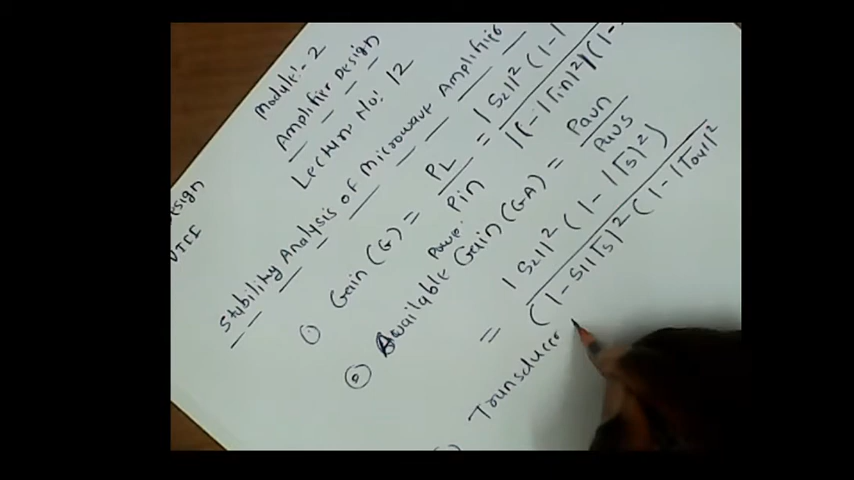 Module:- 2
Amplifier Design
Lecture No: 12
Stability Analysis of Microwave Amplifier
① Gain (G) = PL / Pin = |S21|² (1-| / |(-|Γin|²|(1-
② Available Power Gain (GA) = Pavn / Pavs
= |S21|² (1-|Γs|²) / (1-S11Γs|² (1-|Γout|²
Transducer
esign